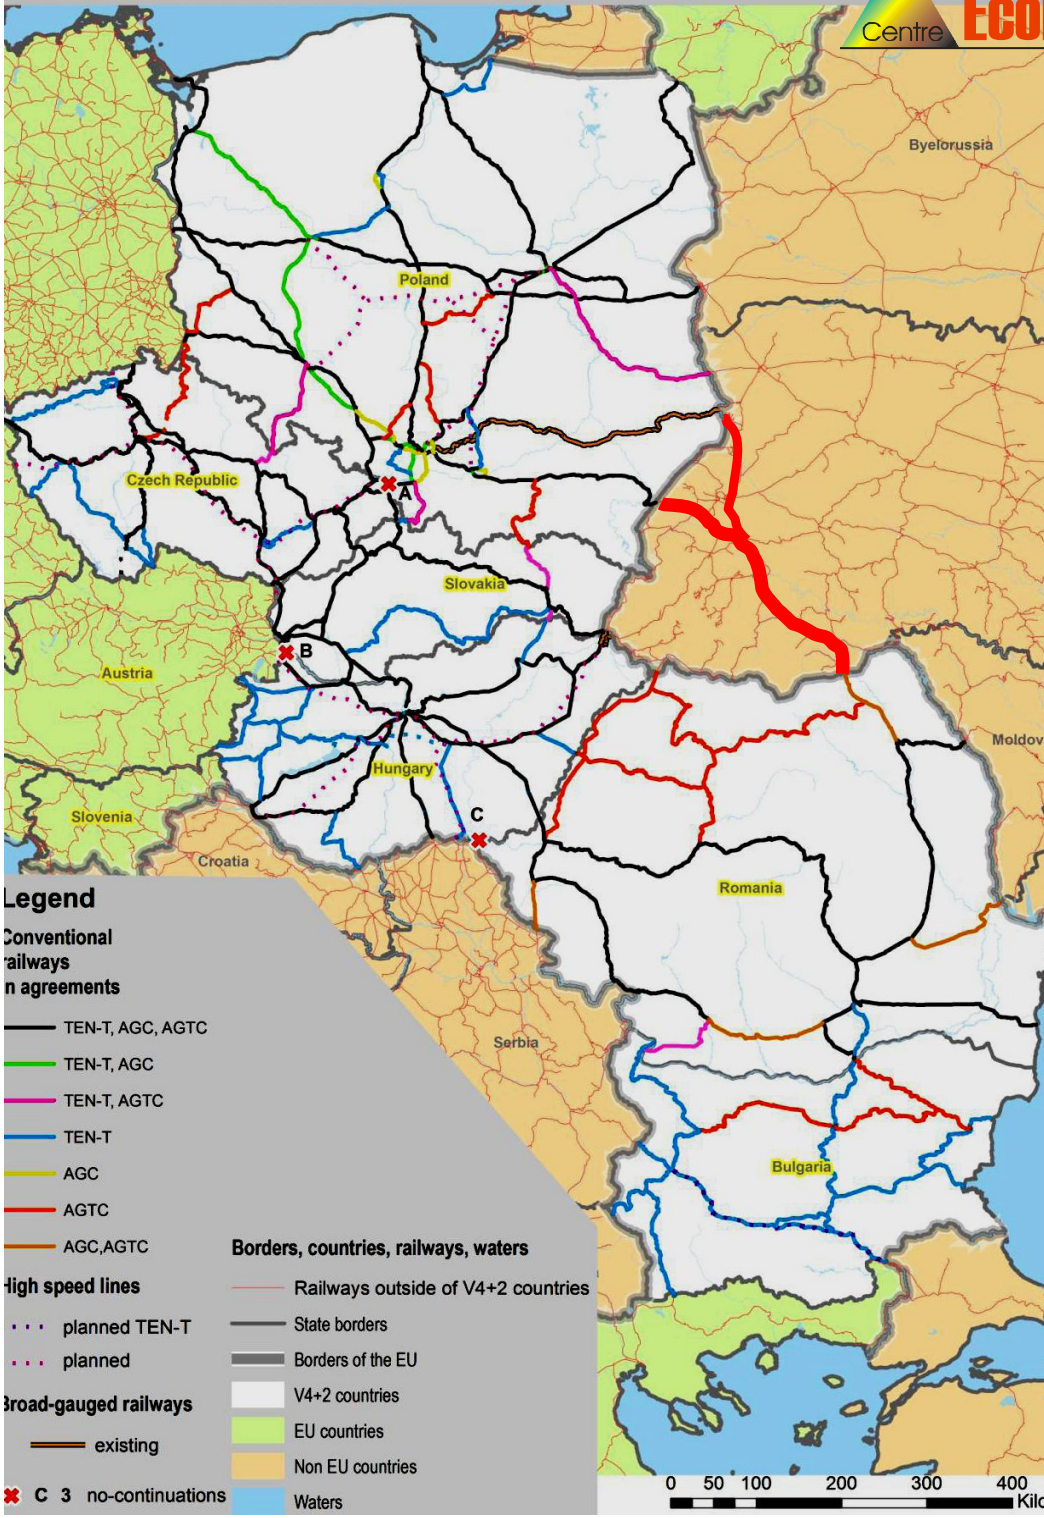 Centre ECO
Byelorussia
Poland
Czech Republic
A
Slovakia
B
Austria
Moldov
Hungary
C
Slovenia
Croatia
Romania
Serbia
Bulgaria
Legend
Conventional
railways
n agreements
TEN-T, AGC, AGTC
TEN-T, AGC
TEN-T, AGTC
TEN-T
AGC
AGTC
AGC,AGTC
High speed lines
planned TEN-T
planned
Broad-gauged railways
existing
C 3 no-continuations
Borders, countries, railways, waters
Railways outside of V4+2 countries
State borders
Borders of the EU
V4+2 countries
EU countries
Non EU countries
Waters
0 50 100 200 300 400
Kilo